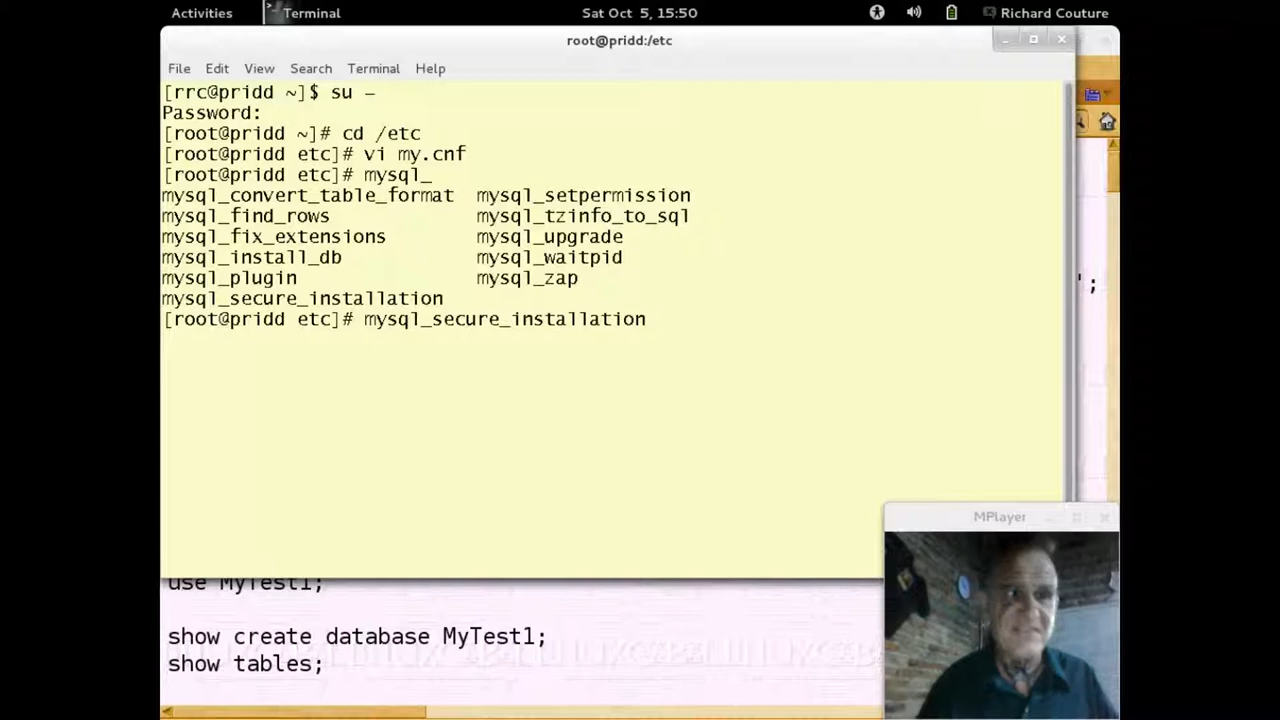 Activities Terminal Sat Oct 5, 15:50 Richard Couture
root@pridd:/etc
File Edit View Search Terminal Help
[rrc@pridd ~]$ su -
Password:
[root@pridd ~]# cd /etc
[root@pridd etc]# vi my.cnf
[root@pridd etc]# mysql_
mysql_convert_table_format mysql_setpermission
mysql_find_rows mysql_tzinfo_to_sql
mysql_fix_extensions mysql_upgrade
mysql_install_db mysql_waitpid
mysql_plugin mysql_zap
mysql_secure_installation
[root@pridd etc]# mysql_secure_installation
';
MPlayer
use MyTest1;
show create database MyTest1;
show tables;